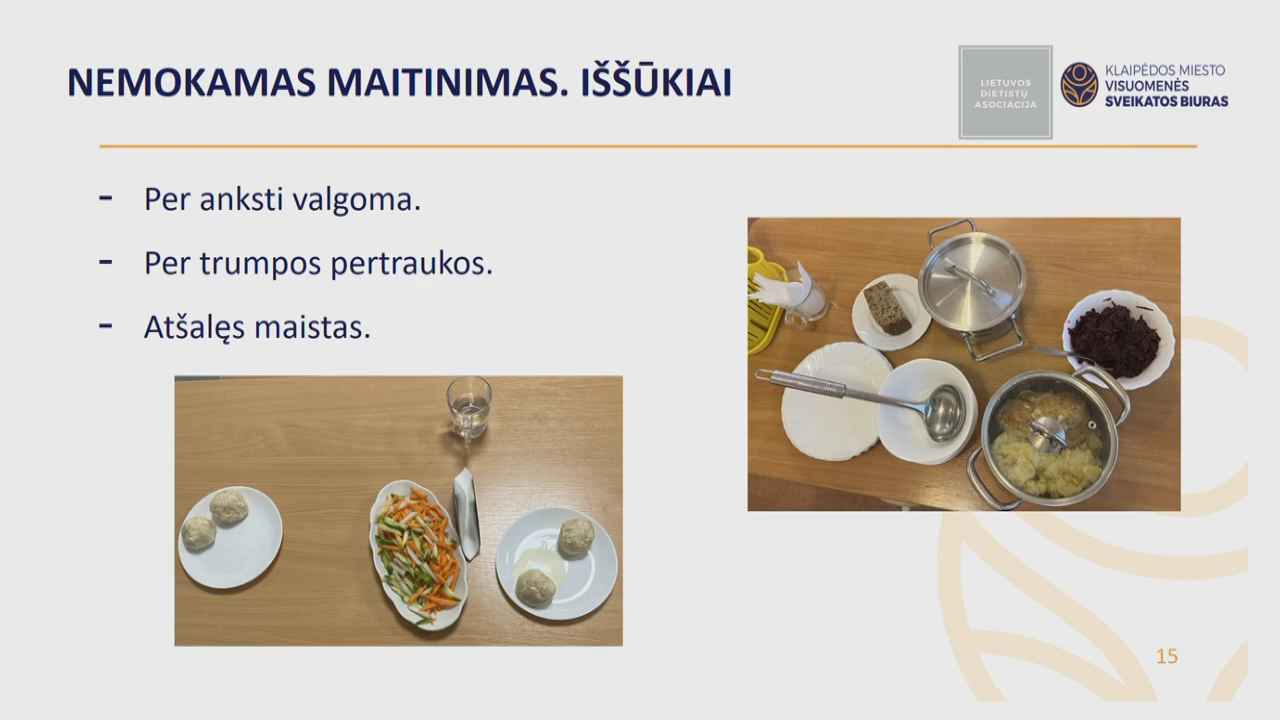 NEMOKAMAS MAITINIMAS. IŠŠŪKIAI
LIETUVOS
DIETISTŲ
ASOCIACIJA
KLAIPĖDOS MIESTO
VISUOMENĖS
SVEIKATOS BIURAS
- Per anksti valgoma.
- Per trumpos pertraukos.
- Atšalęs maistas.
15